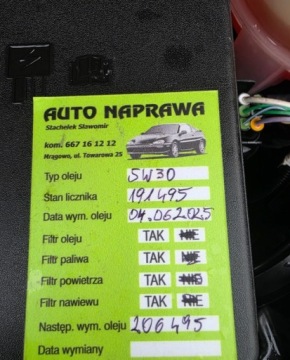 AUTO NAPRAWA
Stachelek Sławomir
kom. 667 16 12 12
Mrągowo, ul. Towarowa 25
Typ oleju 5W30
Stan licznika 191495
Data wym. oleju 04.06.2025
Filtr oleju TAK NIE
Filtr paliwa TAK NIE
Filtr powietrza TAK NIE
Filtr nawiewu TAK NIE
Następ. wym. oleju 206495
Data wymiany